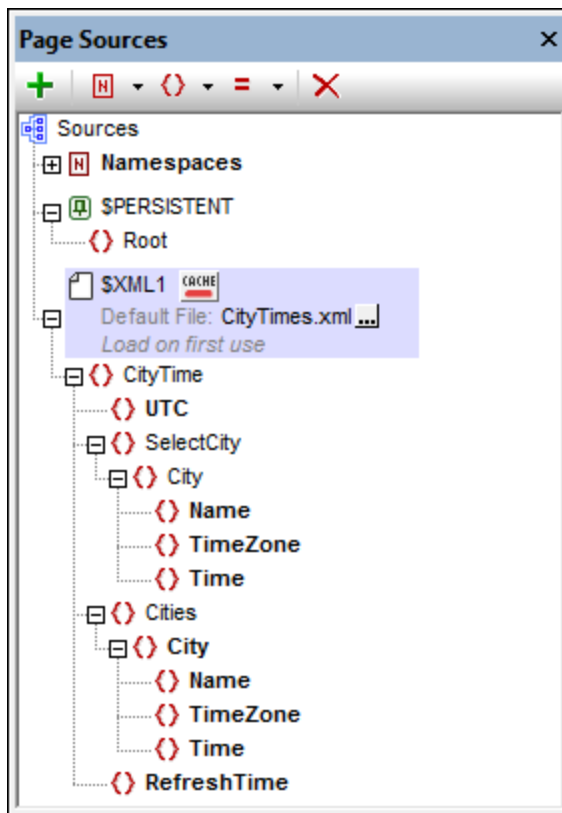 Page Sources
Sources
Namespaces
$PERSISTENT
Root
$XML1 CACHE
Default File: CityTimes.xml ...
Load on first use
CityTime
UTC
SelectCity
City
Name
TimeZone
Time
Cities
City
Name
TimeZone
Time
RefreshTime